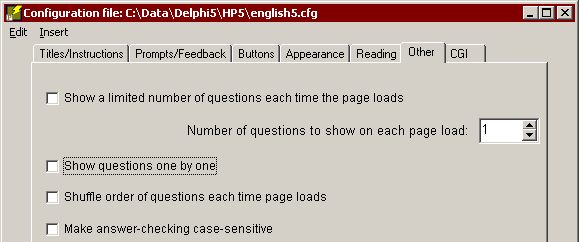 Configuration file: C:\Data\Delphi5\HP5\english5.cfg
Edit Insert
Titles/Instructions Prompts/Feedback Buttons Appearance Reading Other CGI
Show a limited number of questions each time the page loads
Number of questions to show on each page load: 1
Show questions one by one
Shuffle order of questions each time page loads
Make answer-checking case-sensitive